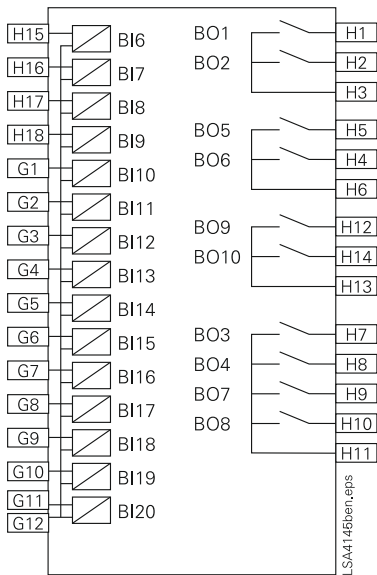 H15 BI6 BO1 H1
H16 BI7 BO2 H2
H17 BI8 H3
H18 BI9 BO5 H5
G1 BI10 BO6 H4
G2 BI11 H6
G3 BI12 BO9 H12
G4 BI13 BO10 H14
G5 BI14 H13
G6 BI15 BO3 H7
G7 BI16 BO4 H8
G8 BI17 BO7 H9
G9 BI18 BO8 H10
G10 BI19 H11
G11 BI20
G12
LSA4145ben.eps